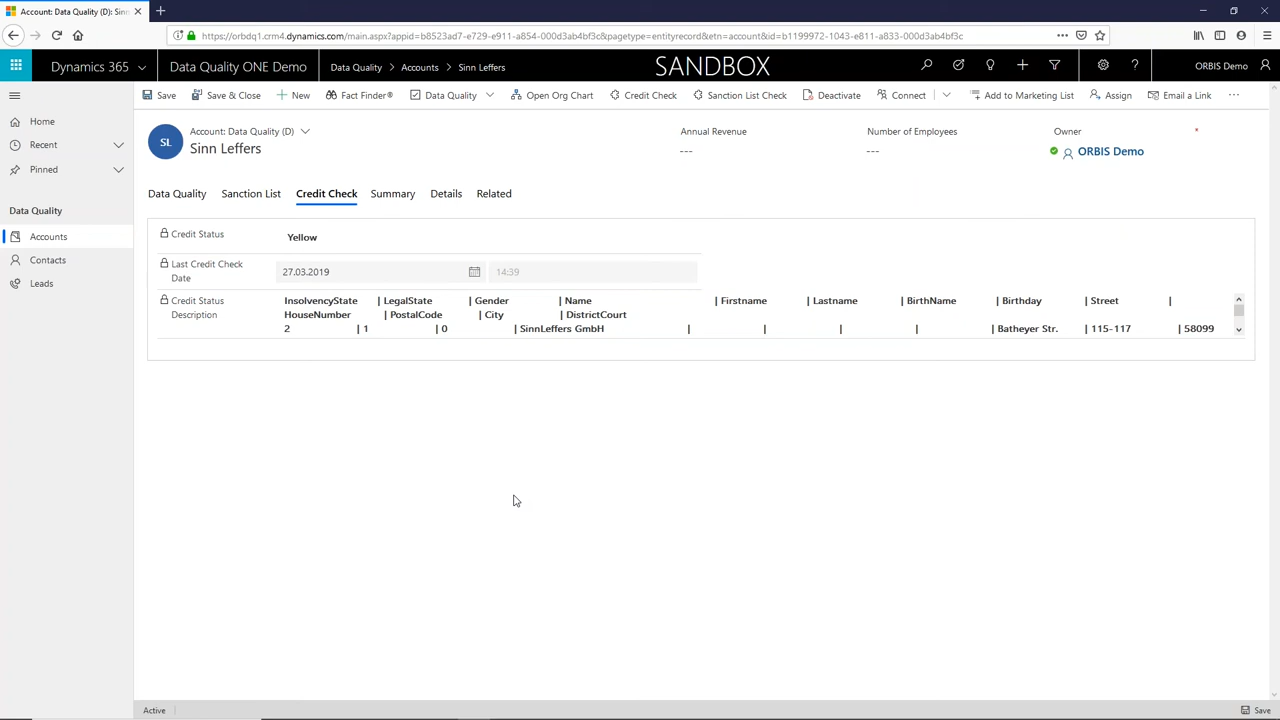 Account: Data Quality (D): Sinn
https://orbdq1.crm4.dynamics.com/main.aspx?appid=b8523ad7-e729-e911-a854-000d3ab4bf3c&pagetype=entityrecord&etn=account&id=b1199972-1043-e811-a833-000d3ab4bf3c
Dynamics 365 Data Quality ONE Demo Data Quality > Accounts > Sinn Leffers SANDBOX ORBIS Demo
Save Save & Close New Fact Finder® Data Quality Open Org Chart Credit Check Sanction List Check Deactivate Connect Add to Marketing List Assign Email a Link
Home
Recent
Pinned
Data Quality
Accounts
Contacts
Leads
SL
Account: Data Quality (D)
Sinn Leffers
Annual Revenue
---
Number of Employees
---
Owner *
ORBIS Demo
Data Quality Sanction List Credit Check Summary Details Related
Credit Status Yellow
Last Credit Check Date 27.03.2019 14:39
Credit Status Description
InsolvencyState | LegalState | Gender | Name | Firstname | Lastname | BirthName | Birthday | Street |
HouseNumber | PostalCode | City | DistrictCourt
2 | 1 | 0 | SinnLeffers GmbH | | | | | Batheyer Str. | 115-117 | 58099
Active Save